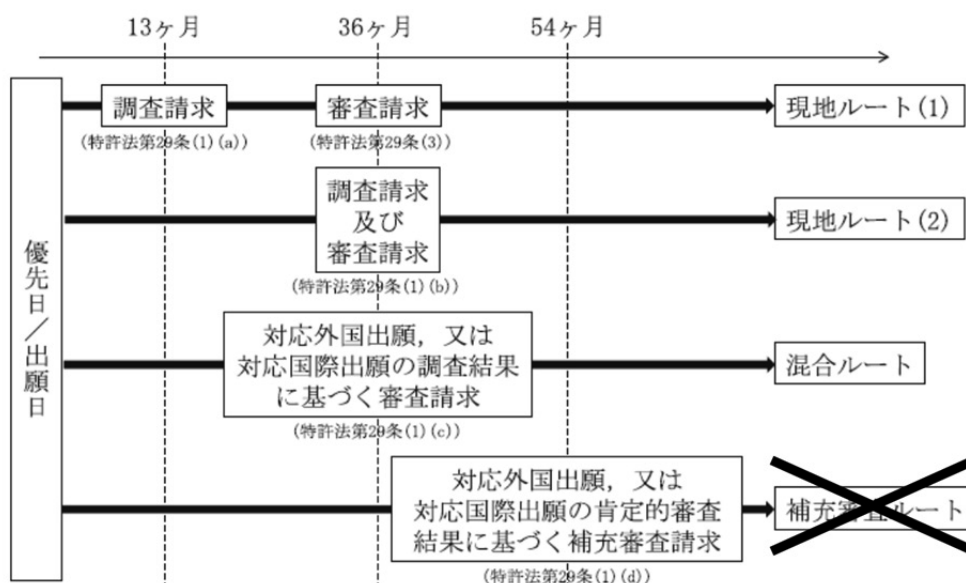 13ヶ月
36ヶ月
54ヶ月
優先日／出願日
調査請求
(特許法第29条(1)(a))
審査請求
(特許法第29条(3))
現地ルート(1)
調査請求
及び
審査請求
(特許法第29条(1)(b))
現地ルート(2)
対応外国出願，又は
対応国際出願の調査結果
に基づく審査請求
(特許法第29条(1)(c))
混合ルート
対応外国出願，又は
対応国際出願の肯定的審査
結果に基づく補充審査請求
(特許法第29条(1)(d))
補充審査ルート